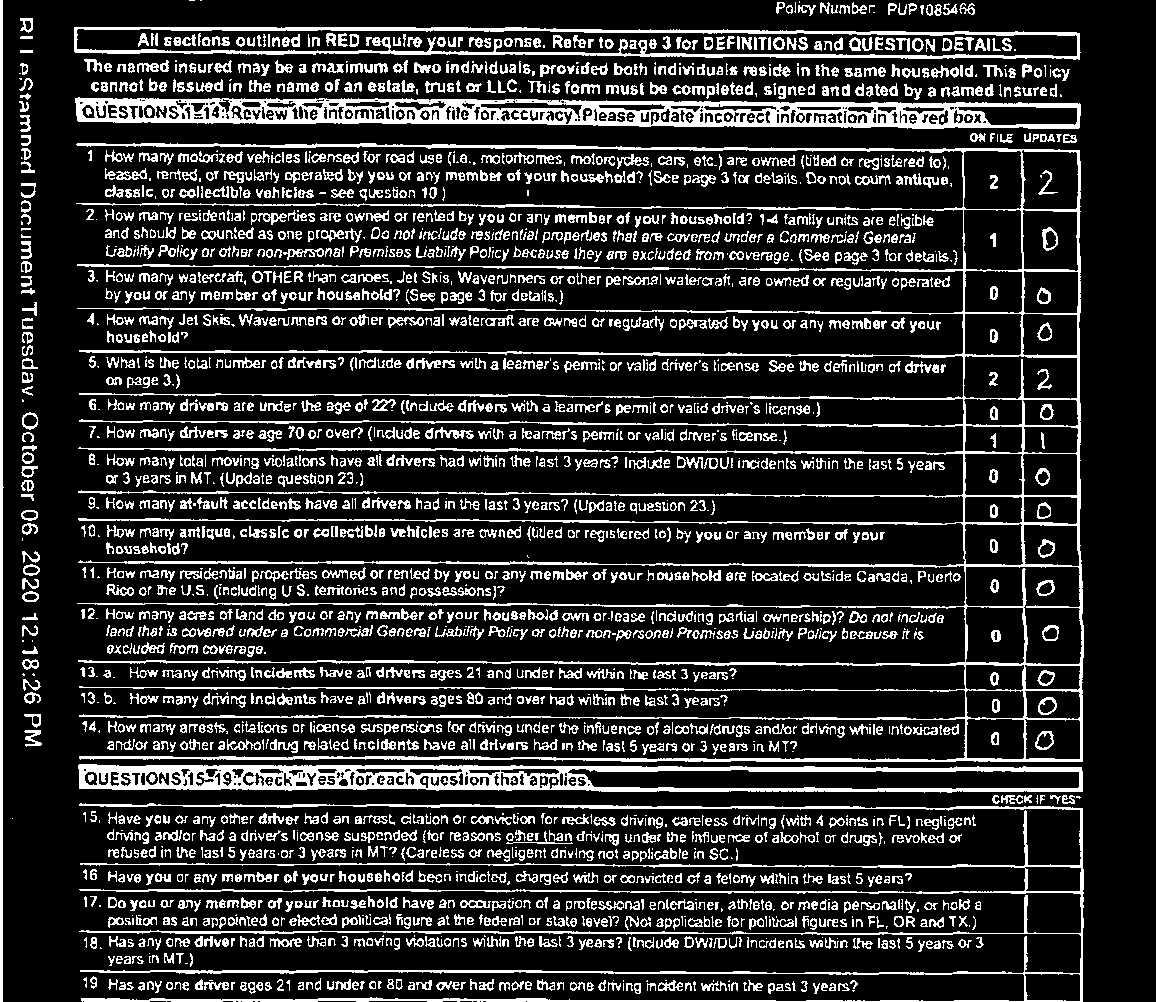 Policy Number: PUP1085466
All sections outlined in RED require your response. Refer to page 3 for DEFINITIONS and QUESTION DETAILS.
The named insured may be a maximum of two individuals, provided both individuals reside in the same household. This Policy
cannot be issued in the name of an estate, trust or LLC. This form must be completed, signed and dated by a named insured.
QUESTIONS 1-14: Review the information on file for accuracy. Please update incorrect information in the red box.
ON FILE UPDATES
1 How many motorized vehicles licensed for road use (i.e., motorhomes, motorcycles, cars, etc.) are owned (titled or registered to),
leased, rented, or regularly operated by you or any member of your household? (See page 3 for details. Do not count antique,
classic, or collectible vehicles – see question 10 ) 2 2
2. How many residential properties are owned or rented by you or any member of your household? 1-4 family units are eligible
and should be counted as one property. Do not include residential properties that are covered under a Commercial General
Liability Policy or other non-personal Premises Liability Policy because they are excluded from coverage. (See page 3 for details.) 1 0
3. How many watercraft, OTHER than canoes, Jet Skis, Waverunners or other personal watercraft, are owned or regularly operated
by you or any member of your household? (See page 3 for details.) 0 0
4. How many Jet Skis, Waverunners or other personal watercraft are owned or regularly operated by you or any member of your
household? 0 0
5. What is the total number of drivers? (Include drivers with a learner's permit or valid driver's license See the definition of driver
on page 3.) 2 2
6. How many drivers are under the age of 22? (Include drivers with a learner's permit or valid driver's license.) 0 0
7. How many drivers are age 70 or over? (Include drivers with a learner's permit or valid driver's license.) 1 1
8. How many total moving violations have all drivers had within the last 3 years? Include DWI/DUI incidents within the last 5 years
or 3 years in MT. (Update question 23.) 0 0
9. How many at-fault accidents have all drivers had in the last 3 years? (Update question 23.) 0 0
10. How many antique, classic or collectible vehicles are owned (titled or registered to) by you or any member of your
household? 0 0
11. How many residential properties owned or rented by you or any member of your household are located outside Canada, Puerto
Rico or the U.S. (including U S. territories and possessions)? 0 0
12. How many acres of land do you or any member of your household own or lease (including partial ownership)? Do not include
land that is covered under a Commercial General Liability Policy or other non-personal Premises Liability Policy because it is
excluded from coverage. 0 0
13. a. How many driving incidents have all drivers ages 21 and under had within the last 3 years? 0 0
13. b. How many driving incidents have all drivers ages 80 and over had within the last 3 years? 0 0
14. How many arrests, citations or license suspensions for driving under the influence of alcohol/drugs and/or driving while intoxicated
and/or any other alcohol/drug related incidents have all drivers had in the last 5 years or 3 years in MT? 0 0
QUESTIONS 15-19: Check "Yes" for each question that applies.
CHECK IF "YES"
15. Have you or any other driver had an arrest, citation or conviction for reckless driving, careless driving (with 4 points in FL) negligent
driving and/or had a driver's license suspended (for reasons other than driving under the influence of alcohol or drugs), revoked or
refused in the last 5 years or 3 years in MT? (Careless or negligent driving not applicable in SC.)
16 Have you or any member of your household been indicted, charged with or convicted of a felony within the last 5 years?
17. Do you or any member of your household have an occupation of a professional entertainer, athlete, or media personality, or hold a
position as an appointed or elected political figure at the federal or state level? (Not applicable for political figures in FL, OR and TX.)
18. Has any one driver had more than 3 moving violations within the last 3 years? (Include DWI/DUI incidents within the last 5 years or 3
years in MT.)
19 Has any one driver ages 21 and under or 80 and over had more than one driving incident within the past 3 years?
RLI eStamped Document Tuesday, October 06, 2020 12:18:26 PM